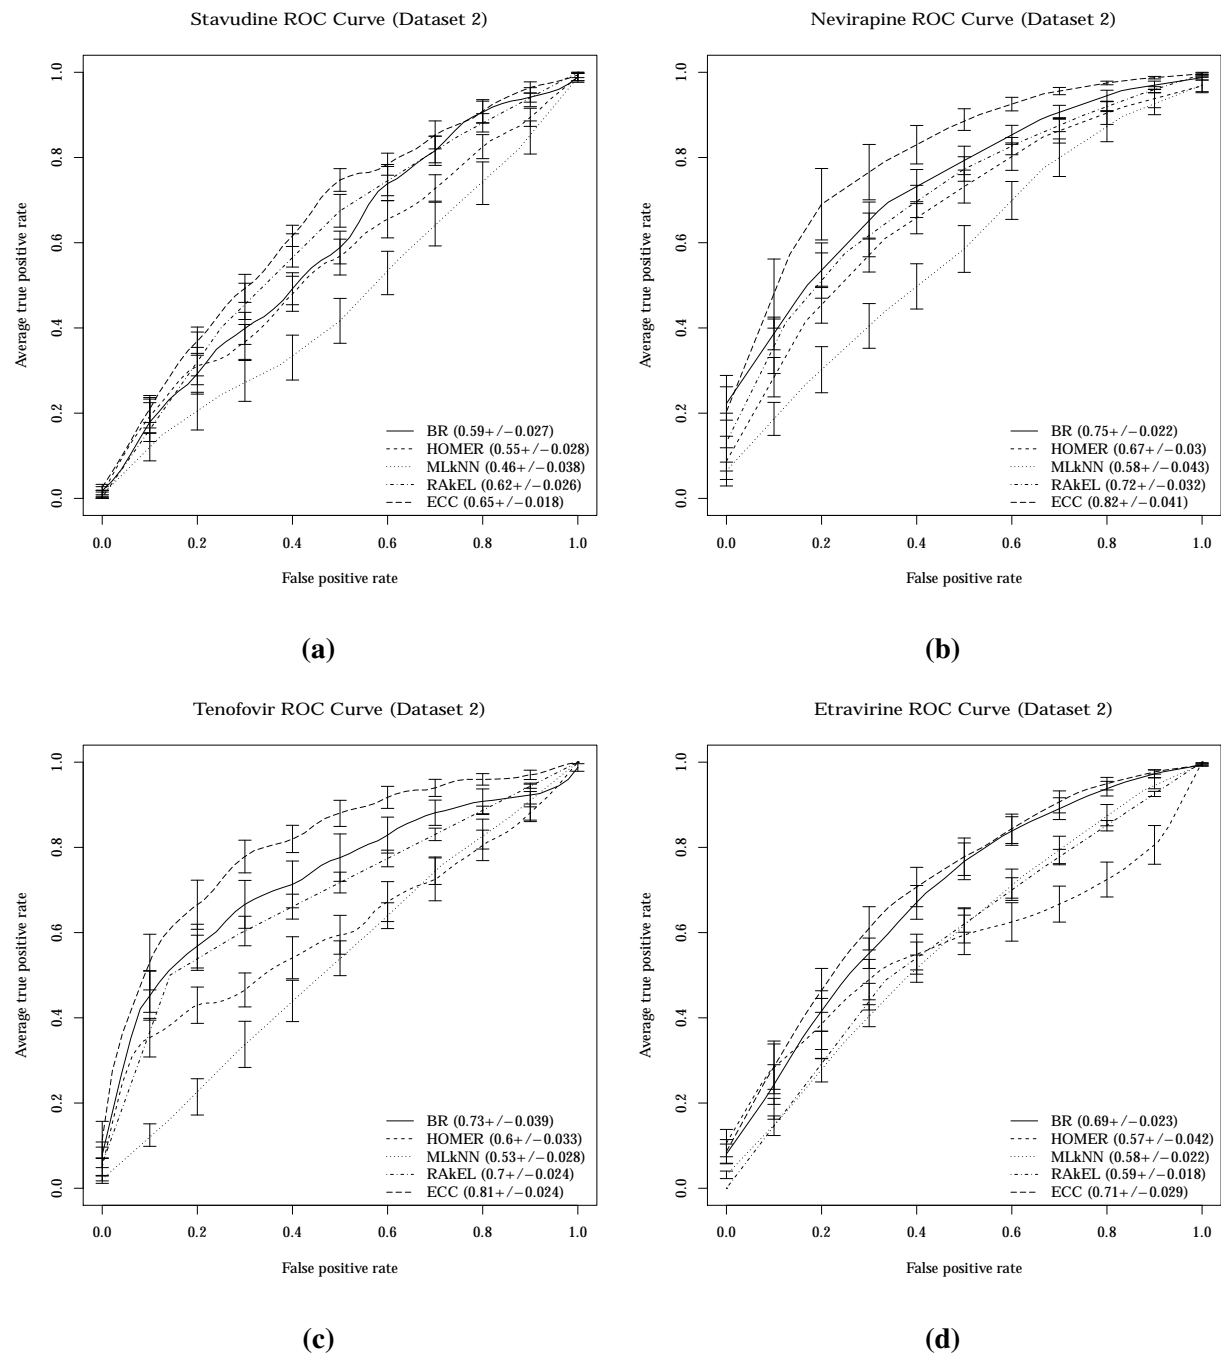 Stavudine ROC Curve (Dataset 2)
1.0
0.8
0.6
0.4
0.2
0.0
Average true positive rate
BR (0.59+/−0.027)
HOMER (0.55+/−0.028)
MLkNN (0.46+/−0.038)
RAkEL (0.62+/−0.026)
ECC (0.65+/−0.018)
0.0 0.2 0.4 0.6 0.8 1.0
False positive rate
(a)
Nevirapine ROC Curve (Dataset 2)
1.0
0.8
0.6
0.4
0.2
0.0
Average true positive rate
BR (0.75+/−0.022)
HOMER (0.67+/−0.03)
MLkNN (0.58+/−0.043)
RAkEL (0.72+/−0.032)
ECC (0.82+/−0.041)
0.0 0.2 0.4 0.6 0.8 1.0
False positive rate
(b)
Tenofovir ROC Curve (Dataset 2)
1.0
0.8
0.6
0.4
0.2
0.0
Average true positive rate
BR (0.73+/−0.039)
HOMER (0.6+/−0.033)
MLkNN (0.53+/−0.028)
RAkEL (0.7+/−0.024)
ECC (0.81+/−0.024)
0.0 0.2 0.4 0.6 0.8 1.0
False positive rate
(c)
Etravirine ROC Curve (Dataset 2)
1.0
0.8
0.6
0.4
0.2
0.0
Average true positive rate
BR (0.69+/−0.023)
HOMER (0.57+/−0.042)
MLkNN (0.58+/−0.022)
RAkEL (0.59+/−0.018)
ECC (0.71+/−0.029)
0.0 0.2 0.4 0.6 0.8 1.0
False positive rate
(d)